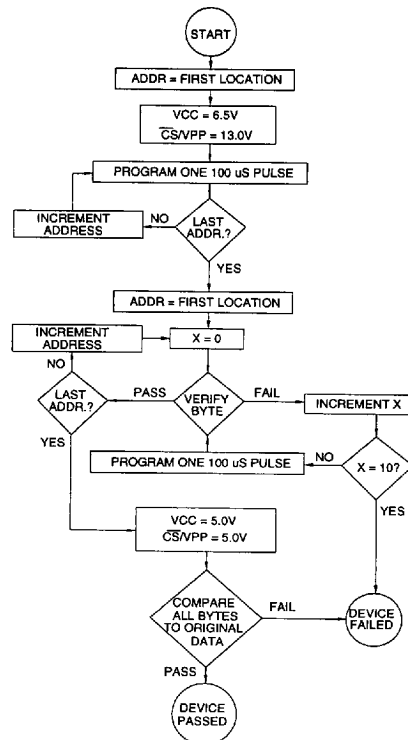 START
ADDR = FIRST LOCATION
VCC = 6.5V
CS/VPP = 13.0V
PROGRAM ONE 100 uS PULSE
INCREMENT
ADDRESS
NO
LAST
ADDR.?
YES
ADDR = FIRST LOCATION
INCREMENT
ADDRESS
X = 0
NO
LAST
ADDR.?
PASS
VERIFY
BYTE
FAIL
INCREMENT X
YES
PROGRAM ONE 100 uS PULSE
NO
X = 10?
YES
VCC = 5.0V
CS/VPP = 5.0V
COMPARE
ALL BYTES
TO ORIGINAL
DATA
FAIL
DEVICE
FAILED
PASS
DEVICE
PASSED